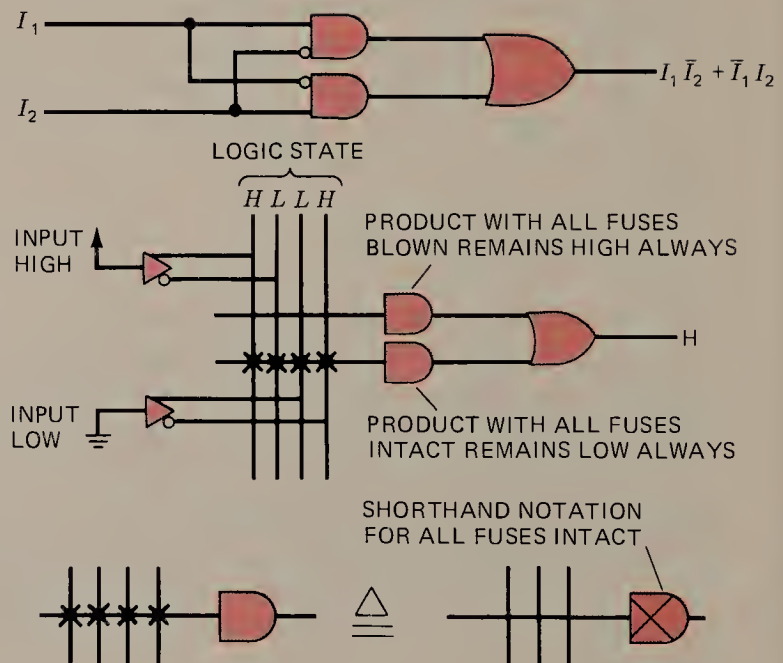 I₁
I₂
I₁ Ī₂ + Ī₁ I₂
LOGIC STATE
H L L H
INPUT
HIGH
PRODUCT WITH ALL FUSES
BLOWN REMAINS HIGH ALWAYS
H
INPUT
LOW
PRODUCT WITH ALL FUSES
INTACT REMAINS LOW ALWAYS
SHORTHAND NOTATION
FOR ALL FUSES INTACT
≜